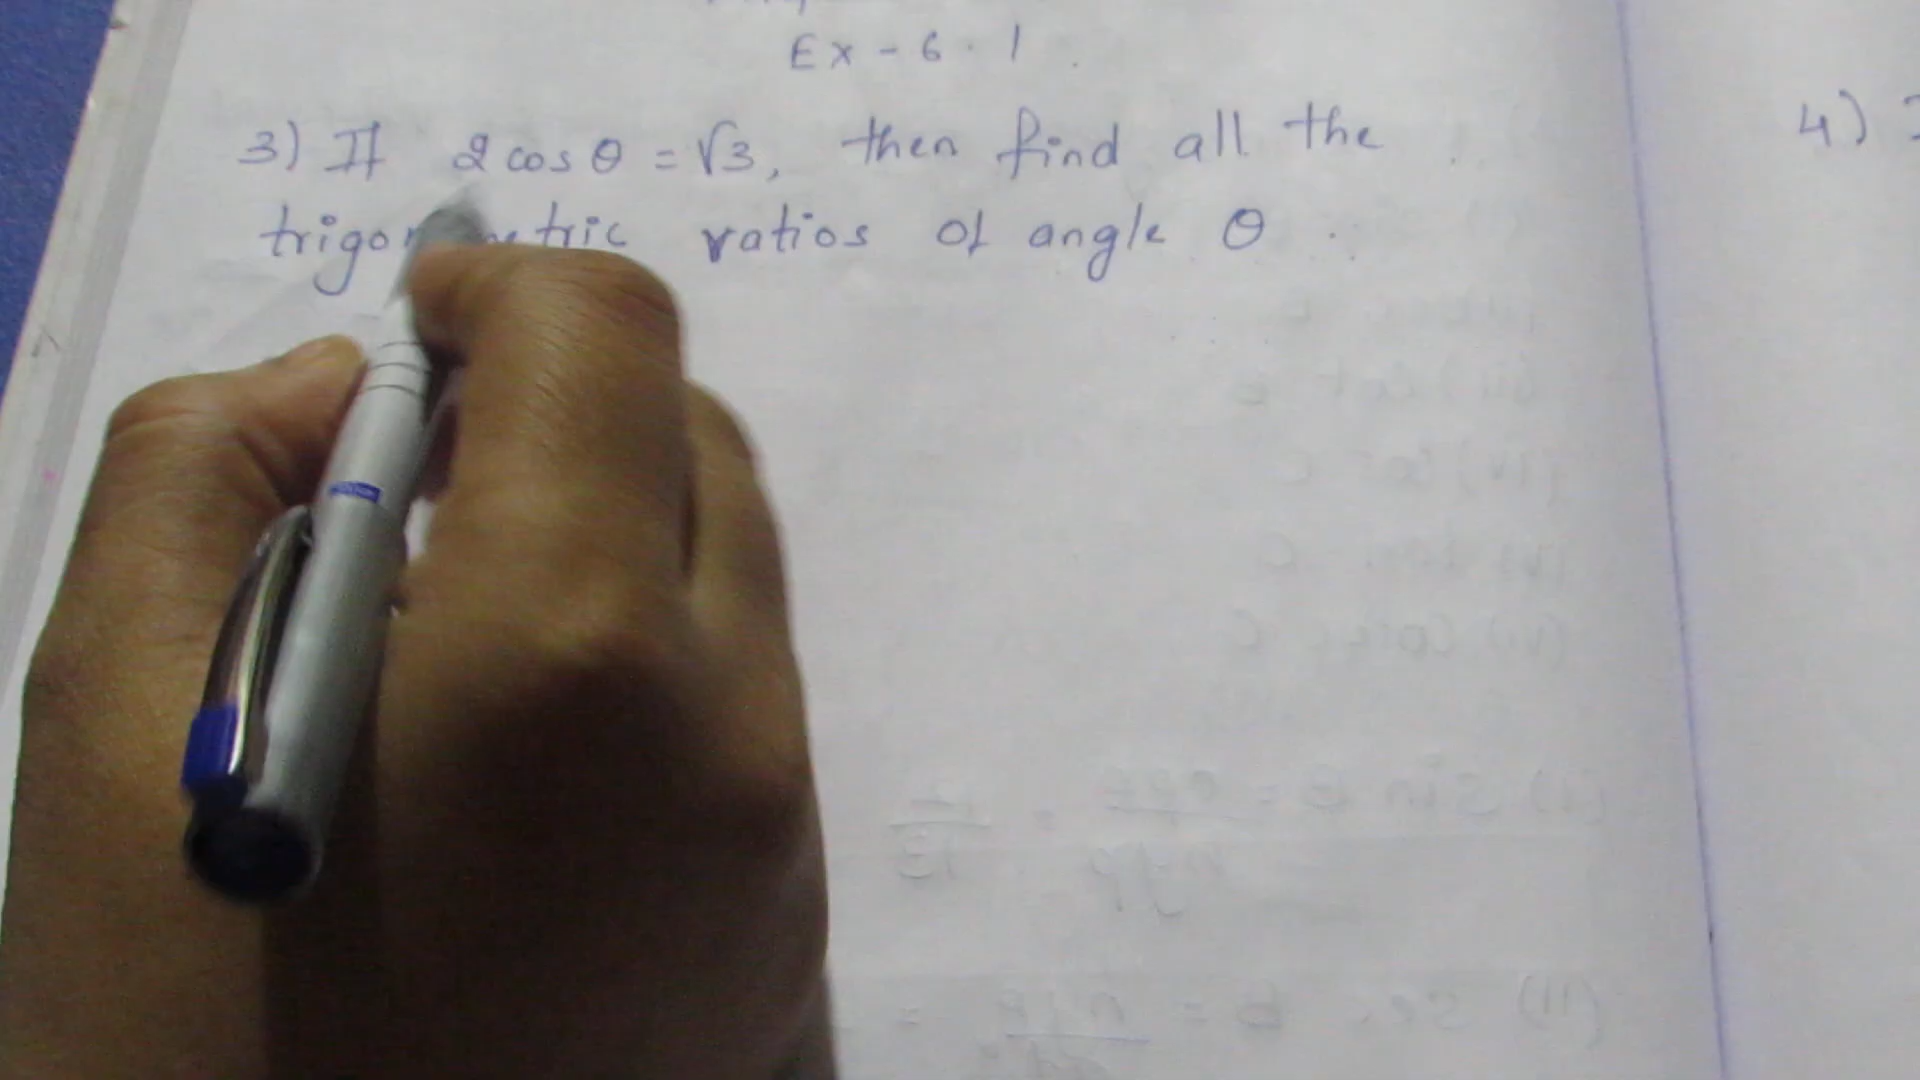 Ex - 6.1
3) If 2 cos θ = √3, then find all the
ratios of angle θ.
4)